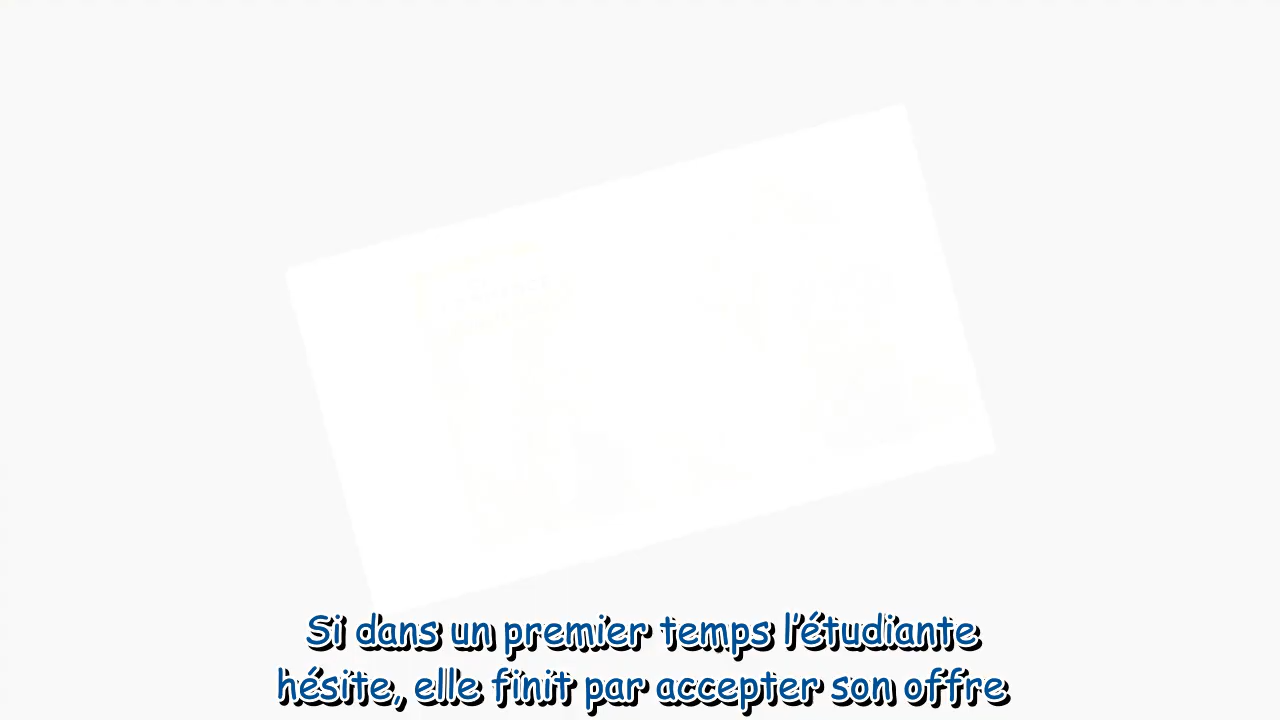 Si dans un premier temps l'étudiante
hésite, elle finit par accepter son offre